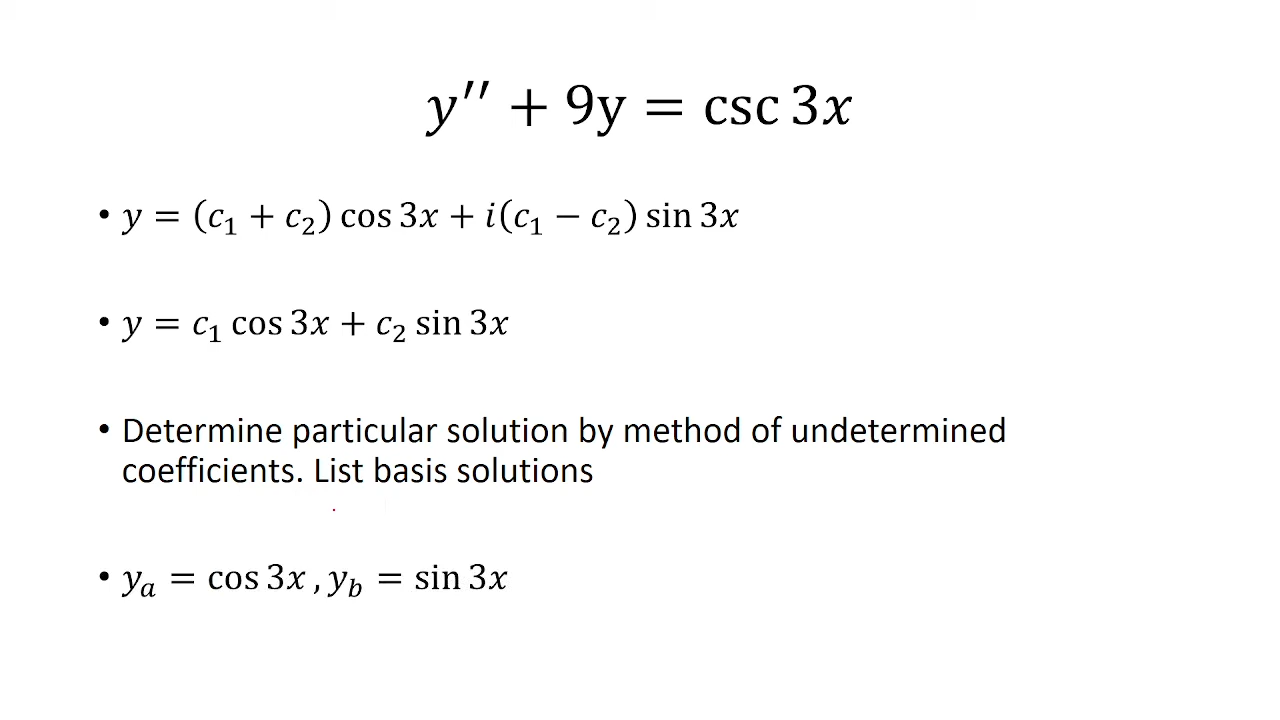 y′′ + 9y = csc 3x
• y = (c₁ + c₂) cos 3x + i(c₁ − c₂) sin 3x
• y = c₁ cos 3x + c₂ sin 3x
• Determine particular solution by method of undetermined
coefficients. List basis solutions
• yₐ = cos 3x , y_b = sin 3x